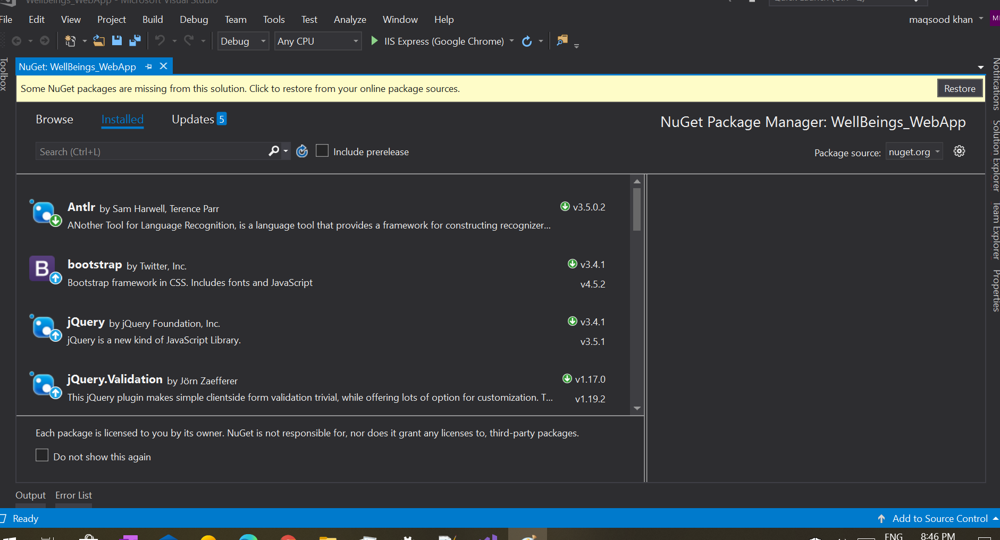 WellBeings_WebApp - Microsoft Visual Studio
File Edit View Project Build Debug Team Tools Test Analyze Window Help
maqsood khan
Debug Any CPU IIS Express (Google Chrome)
Toolbox
NuGet: WellBeings_WebApp
Some NuGet packages are missing from this solution. Click to restore from your online package sources.
Restore
Browse Installed Updates 5
NuGet Package Manager: WellBeings_WebApp
Search (Ctrl+L)
Include prerelease
Package source: nuget.org
Antlr by Sam Harwell, Terence Parr v3.5.0.2
ANother Tool for Language Recognition, is a language tool that provides a framework for constructing recognizer...
B
bootstrap by Twitter, Inc. v3.4.1
Bootstrap framework in CSS. Includes fonts and JavaScript v4.5.2
jQuery by jQuery Foundation, Inc. v3.4.1
jQuery is a new kind of JavaScript Library. v3.5.1
jQuery.Validation by Jörn Zaefferer v1.17.0
This jQuery plugin makes simple clientside form validation trivial, while offering lots of option for customization. T... v1.19.2
Each package is licensed to you by its owner. NuGet is not responsible for, nor does it grant any licenses to, third-party packages.
Do not show this again
Notifications
Solution Explorer
Team Explorer
Properties
Output Error List
Ready
Add to Source Control
ENG 8:46 PM